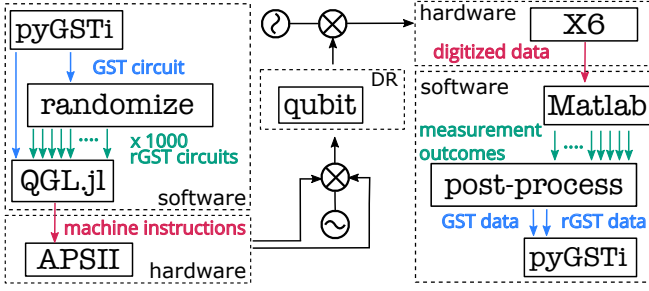 pyGSTi
GST circuit
randomize
x 1000
rGST circuits
QGL.jl
software
machine instructions
APSII
hardware
DR
qubit
hardware
X6
digitized data
software
Matlab
measurement
outcomes
post-process
GST data
rGST data
pyGSTi